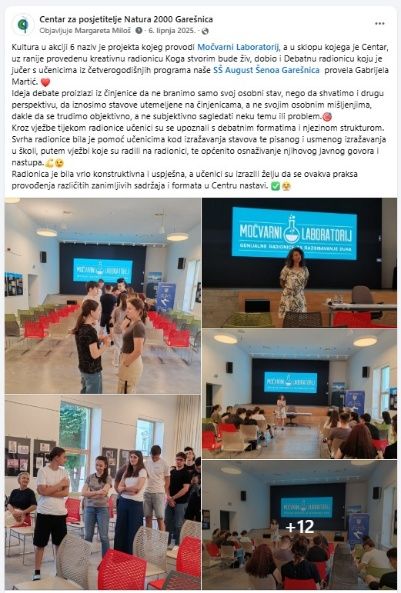 Centar za posjetitelje Natura 2000 Garešnica
Objavljuje Margareta Miloš · 6. lipnja 2025. ·
Kultura u akciji 6 naziv je projekta kojeg provodi Močvarni Laboratorij, a u sklopu kojega je Centar,
uz ranije provedenu kreativnu radionicu Koga stvorim bude živ, dobio i Debatnu radionicu koju je
jučer s učenicima iz četverogodišnjih programa naše SŠ August Šenoa Garešnica provela Gabrijela
Martić. ❤️
Ideja debate proizlazi iz činjenice da ne branimo samo svoj osobni stav, nego da shvatimo i drugu
perspektivu, da iznosimo stavove utemeljene na činjenicama, a ne svojim osobnim mišljenjima,
dakle da se trudimo objektivno, a ne subjektivno sagledati neku temu ili problem.🎯
Kroz vježbe tijekom radionice učenici su se upoznali s debatnim formatima i njezinom strukturom.
Svrha radionice bila je pomoć učenicima kod izražavanja stavova te pisanog i usmenog izražavanja
u školi, putem vježbi koje su radili na radionici, te općenito osnaživanje njihovog javnog govora i
nastupa.💪😉
Radionica je bila vrlo konstruktivna i uspješna, a učenici su izrazili želju da se ovakva praksa
provođenja različitih zanimljivih sadržaja i formata u Centru nastavi. ✅🥹
MOČVARNI LABORATORIJ
MOČVARNI LABORATORIJ
GENIJALNE RADIONICE ZA RAZGIBAVANJE DUHA
MOČVARNI LABORATORIJ
MOČVARNI LABORATORIJ
+12